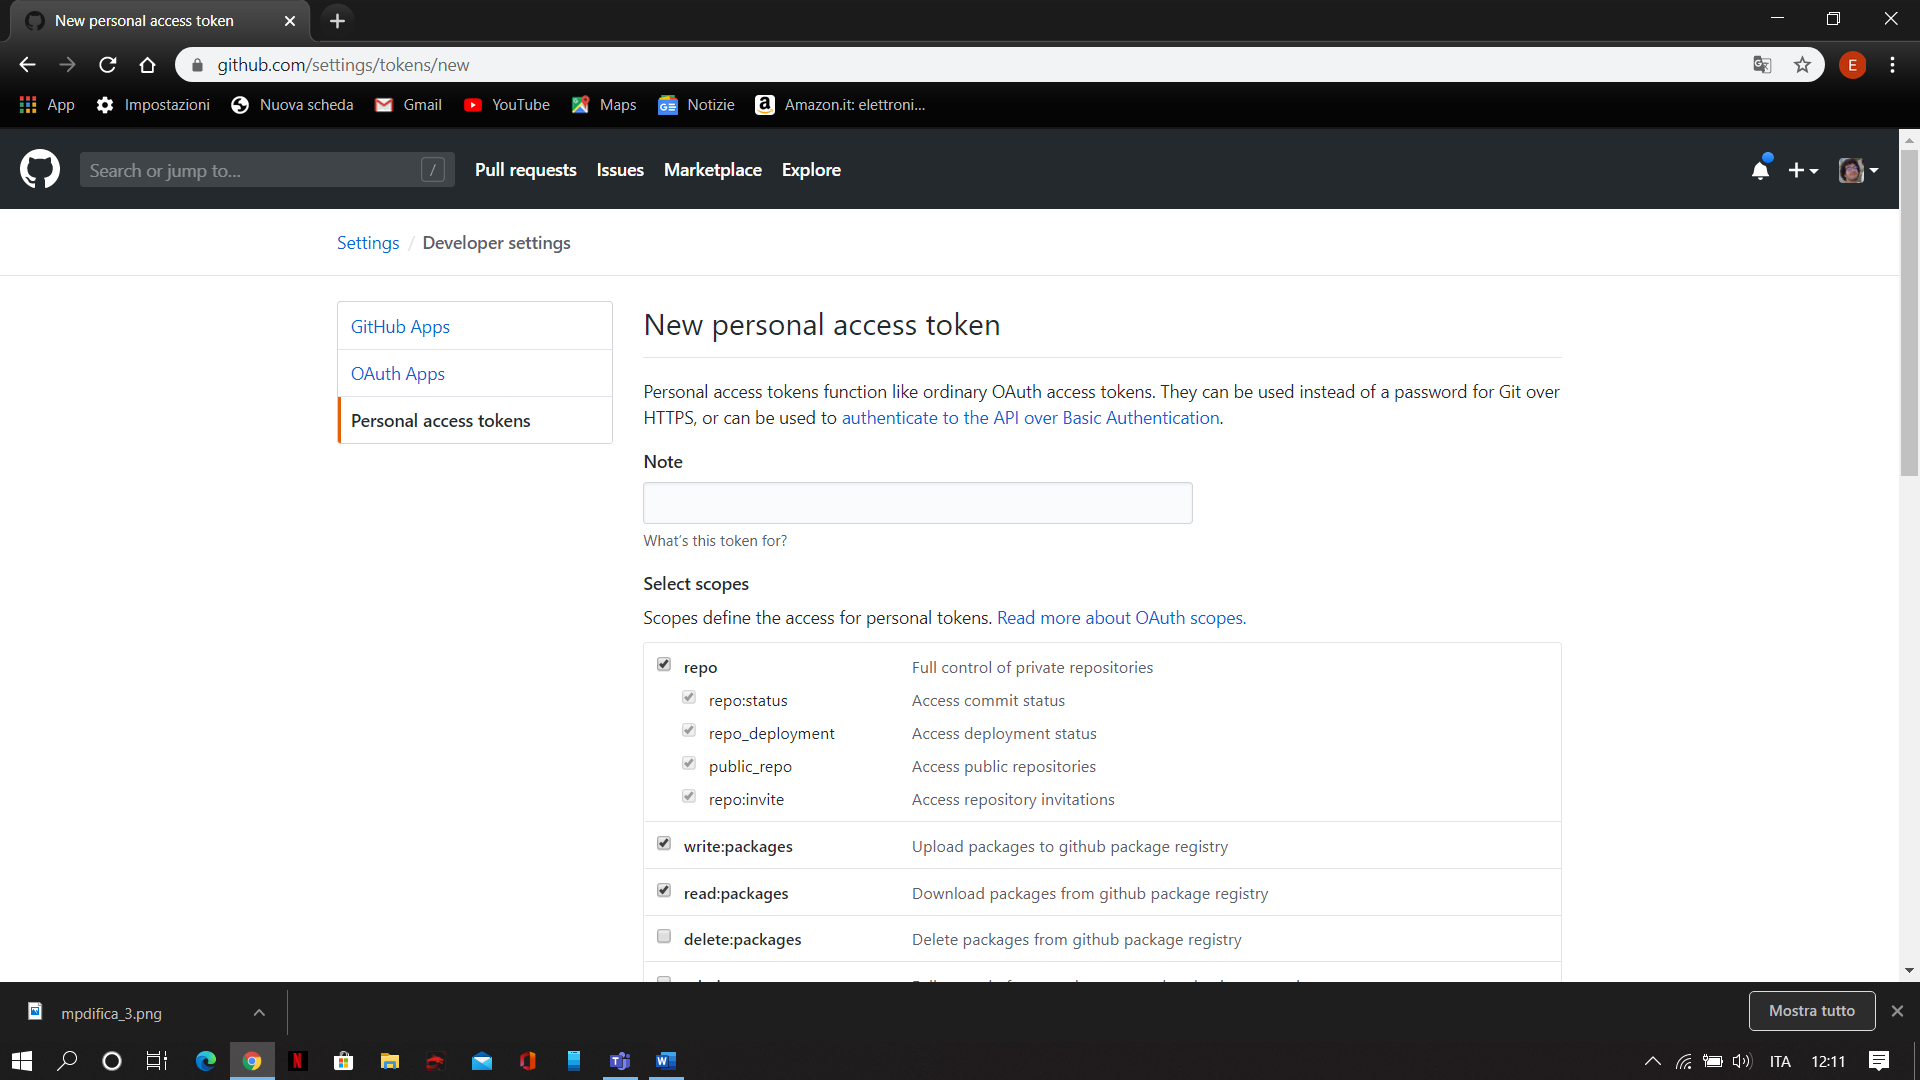 New personal access token
github.com/settings/tokens/new
E
App Impostazioni Nuova scheda Gmail YouTube Maps Notizie Amazon.it: elettroni...
Search or jump to... / Pull requests Issues Marketplace Explore
Settings / Developer settings
GitHub Apps
OAuth Apps
Personal access tokens
New personal access token
Personal access tokens function like ordinary OAuth access tokens. They can be used instead of a password for Git over
HTTPS, or can be used to authenticate to the API over Basic Authentication.
Note
What's this token for?
Select scopes
Scopes define the access for personal tokens. Read more about OAuth scopes.
repo Full control of private repositories
repo:status Access commit status
repo_deployment Access deployment status
public_repo Access public repositories
repo:invite Access repository invitations
write:packages Upload packages to github package registry
read:packages Download packages from github package registry
delete:packages Delete packages from github package registry
mpdifica_3.png Mostra tutto
ITA 12:11